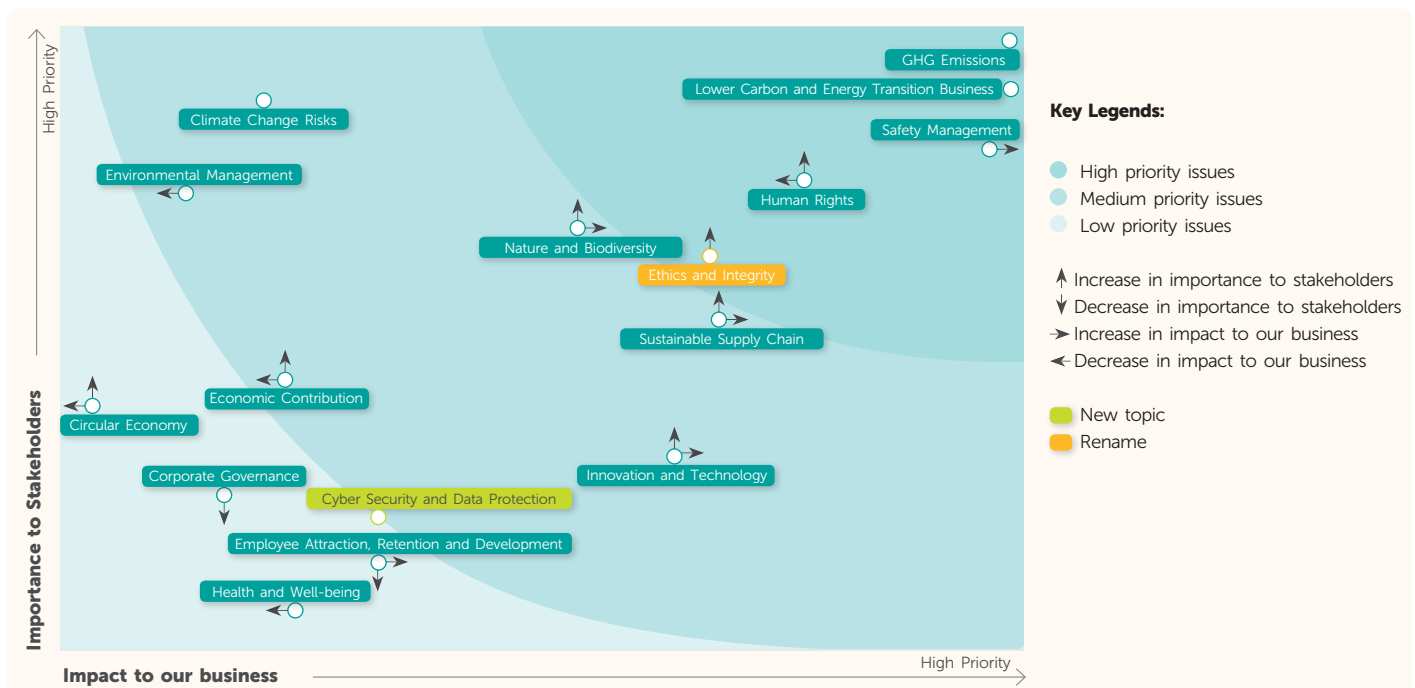 High Priority
Importance to Stakeholders
GHG Emissions
Lower Carbon and Energy Transition Business
Climate Change Risks
Safety Management
Environmental Management
Human Rights
Nature and Biodiversity
Ethics and Integrity
Sustainable Supply Chain
Economic Contribution
Circular Economy
Corporate Governance
Innovation and Technology
Cyber Security and Data Protection
Employee Attraction, Retention and Development
Health and Well-being
High Priority
Impact to our business
Key Legends:
High priority issues
Medium priority issues
Low priority issues
Increase in importance to stakeholders
Decrease in importance to stakeholders
Increase in impact to our business
Decrease in impact to our business
New topic
Rename